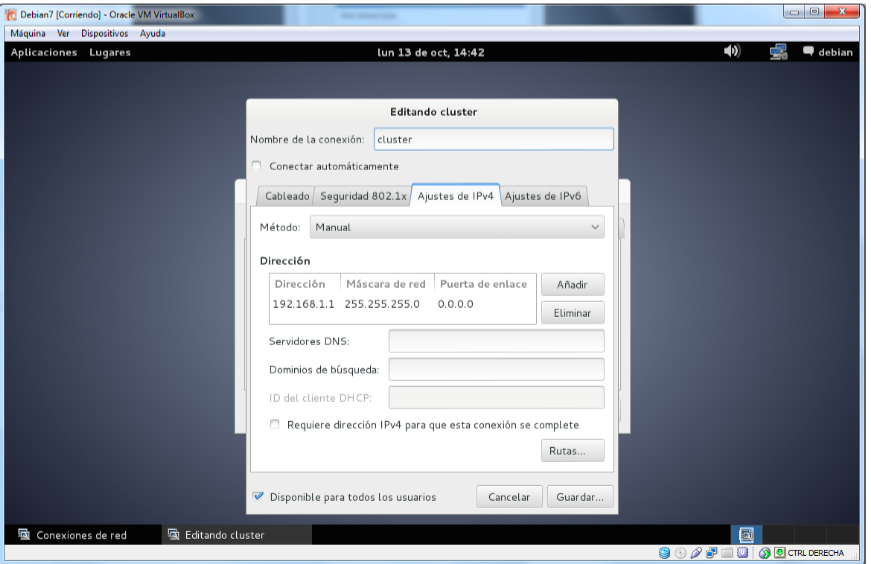 Debian7 [Corriendo] - Oracle VM VirtualBox
Máquina Ver Dispositivos Ayuda
Aplicaciones Lugares lun 13 de oct, 14:42 debian
Editando cluster
Nombre de la conexión: cluster
Conectar automáticamente
Cableado Seguridad 802.1x Ajustes de IPv4 Ajustes de IPv6
Método: Manual
Dirección
Dirección Máscara de red Puerta de enlace Añadir
192.168.1.1 255.255.255.0 0.0.0.0
Eliminar
Servidores DNS:
Dominios de búsqueda:
ID del cliente DHCP:
Requiere dirección IPv4 para que esta conexión se complete
Rutas...
Disponible para todos los usuarios Cancelar Guardar...
Conexiones de red Editando cluster
CTRL DERECHA